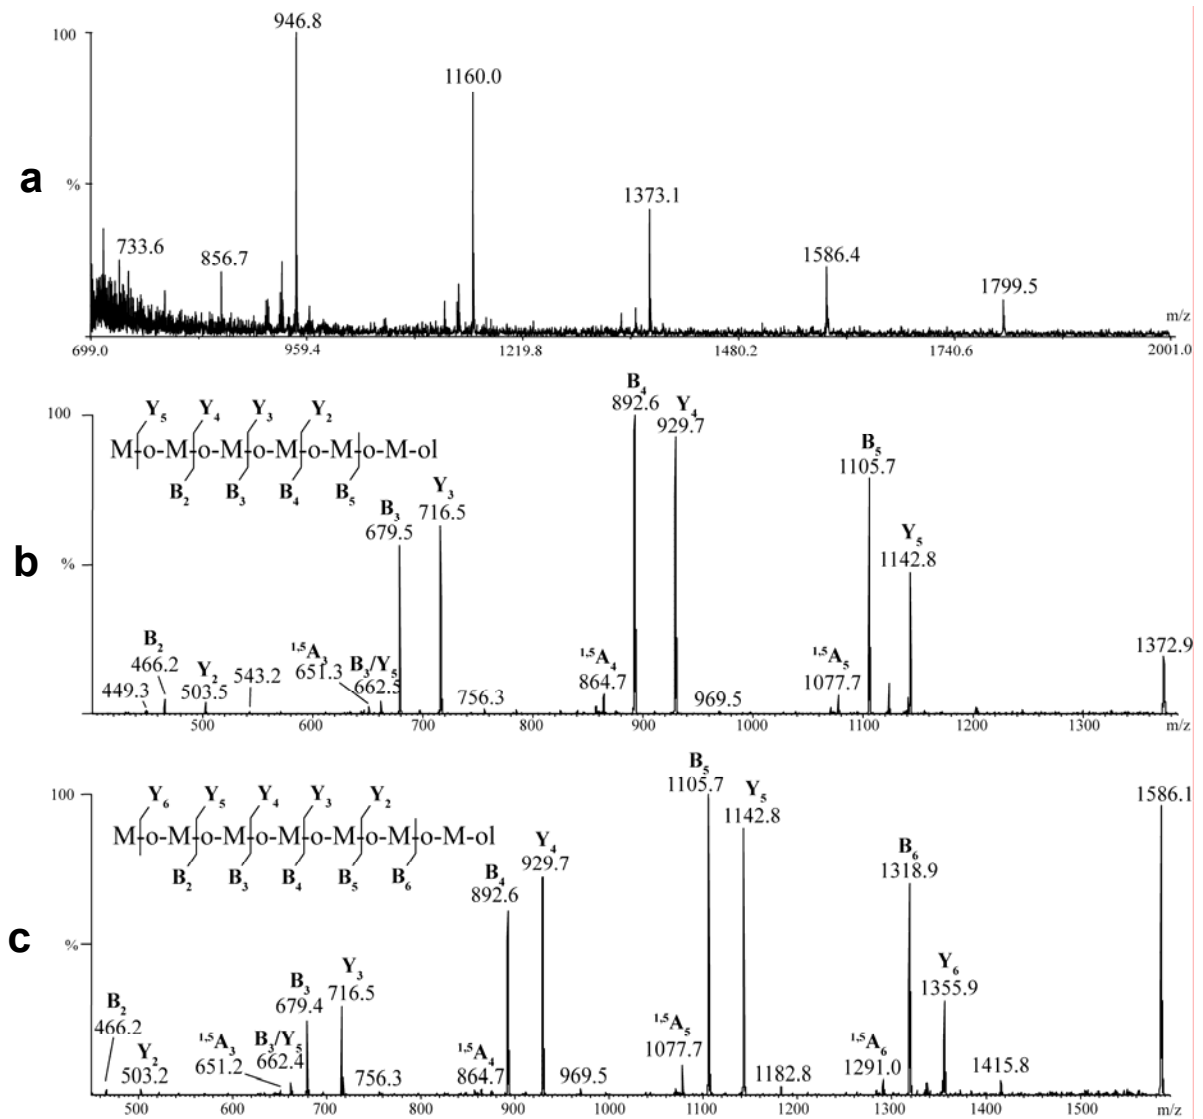 a
100
%
946.8
1160.0
1373.1
1586.4
1799.5
733.6
856.7
m/z
699.0 959.4 1219.8 1480.2 1740.6 2001.0
b
100
%
Y5 Y4 Y3 Y2
M-o-M-o-M-o-M-o-M-o-M-ol
B2 B3 B4 B5
B4
892.6
Y4
929.7
B5
1105.7
Y3
716.5
B3
679.5
Y5
1142.8
B2
466.2
449.3
Y2
503.5
543.2
1,5A3
651.3
B3/Y5
662.5
756.3
1,5A4
864.7
969.5
1,5A5
1077.7
1372.9
500 600 700 800 900 1000 1100 1200 1300 m/z
c
100
%
Y6 Y5 Y4 Y3 Y2
M-o-M-o-M-o-M-o-M-o-M-o-M-ol
B2 B3 B4 B5 B6
B5
1105.7
Y5
1142.8
1586.1
Y4
929.7
B4
892.6
B6
1318.9
Y6
1355.9
Y3
716.5
B3
679.4
B2
466.2
Y2
503.2
1,5A3
651.2
B3/Y5
662.4
756.3
1,5A4
864.7
969.5
1,5A5
1077.7
1182.8
1,5A6
1291.0
1415.8
500 600 700 800 900 1000 1100 1200 1300 1400 1500 m/z